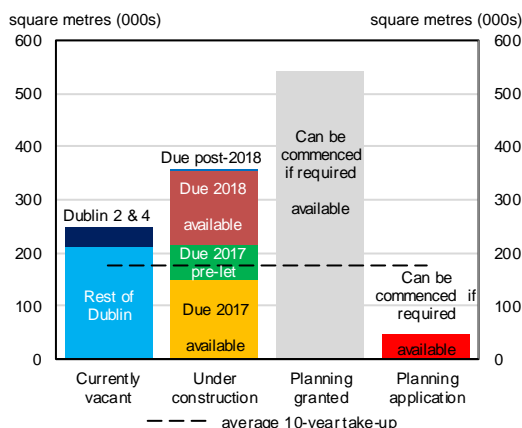 square metres (000s)
square metres (000s)
600
600
500
500
400
400
300
300
200
200
100
100
0
0
Dublin 2 & 4
Rest of
Dublin
Due post-2018
Due 2018
available
Due 2017
pre-let
Due 2017
available
Can be
commenced
if required
available
Can be
commenced if
required
available
Currently
vacant
Under
construction
Planning
granted
Planning
application
average 10-year take-up